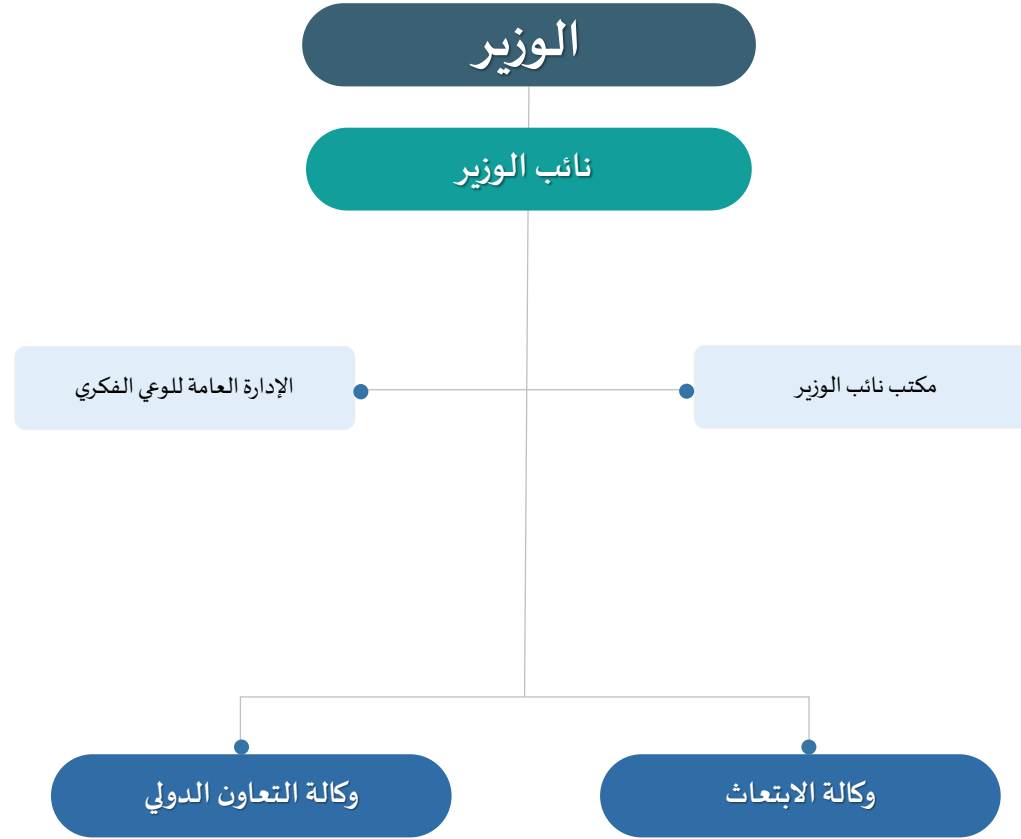 الوزير
نائب الوزير
مكتب نائب الوزير
الإدارة العامة للوعي الفكري
وكالة الابتعاث
وكالة التعاون الدولي